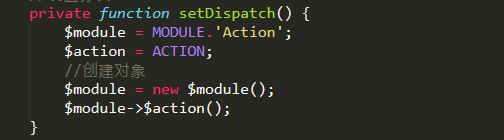 private function setDispatch() {
$module = MODULE.'Action';
$action = ACTION;
//创建对象
$module = new $module();
$module->$action();
}